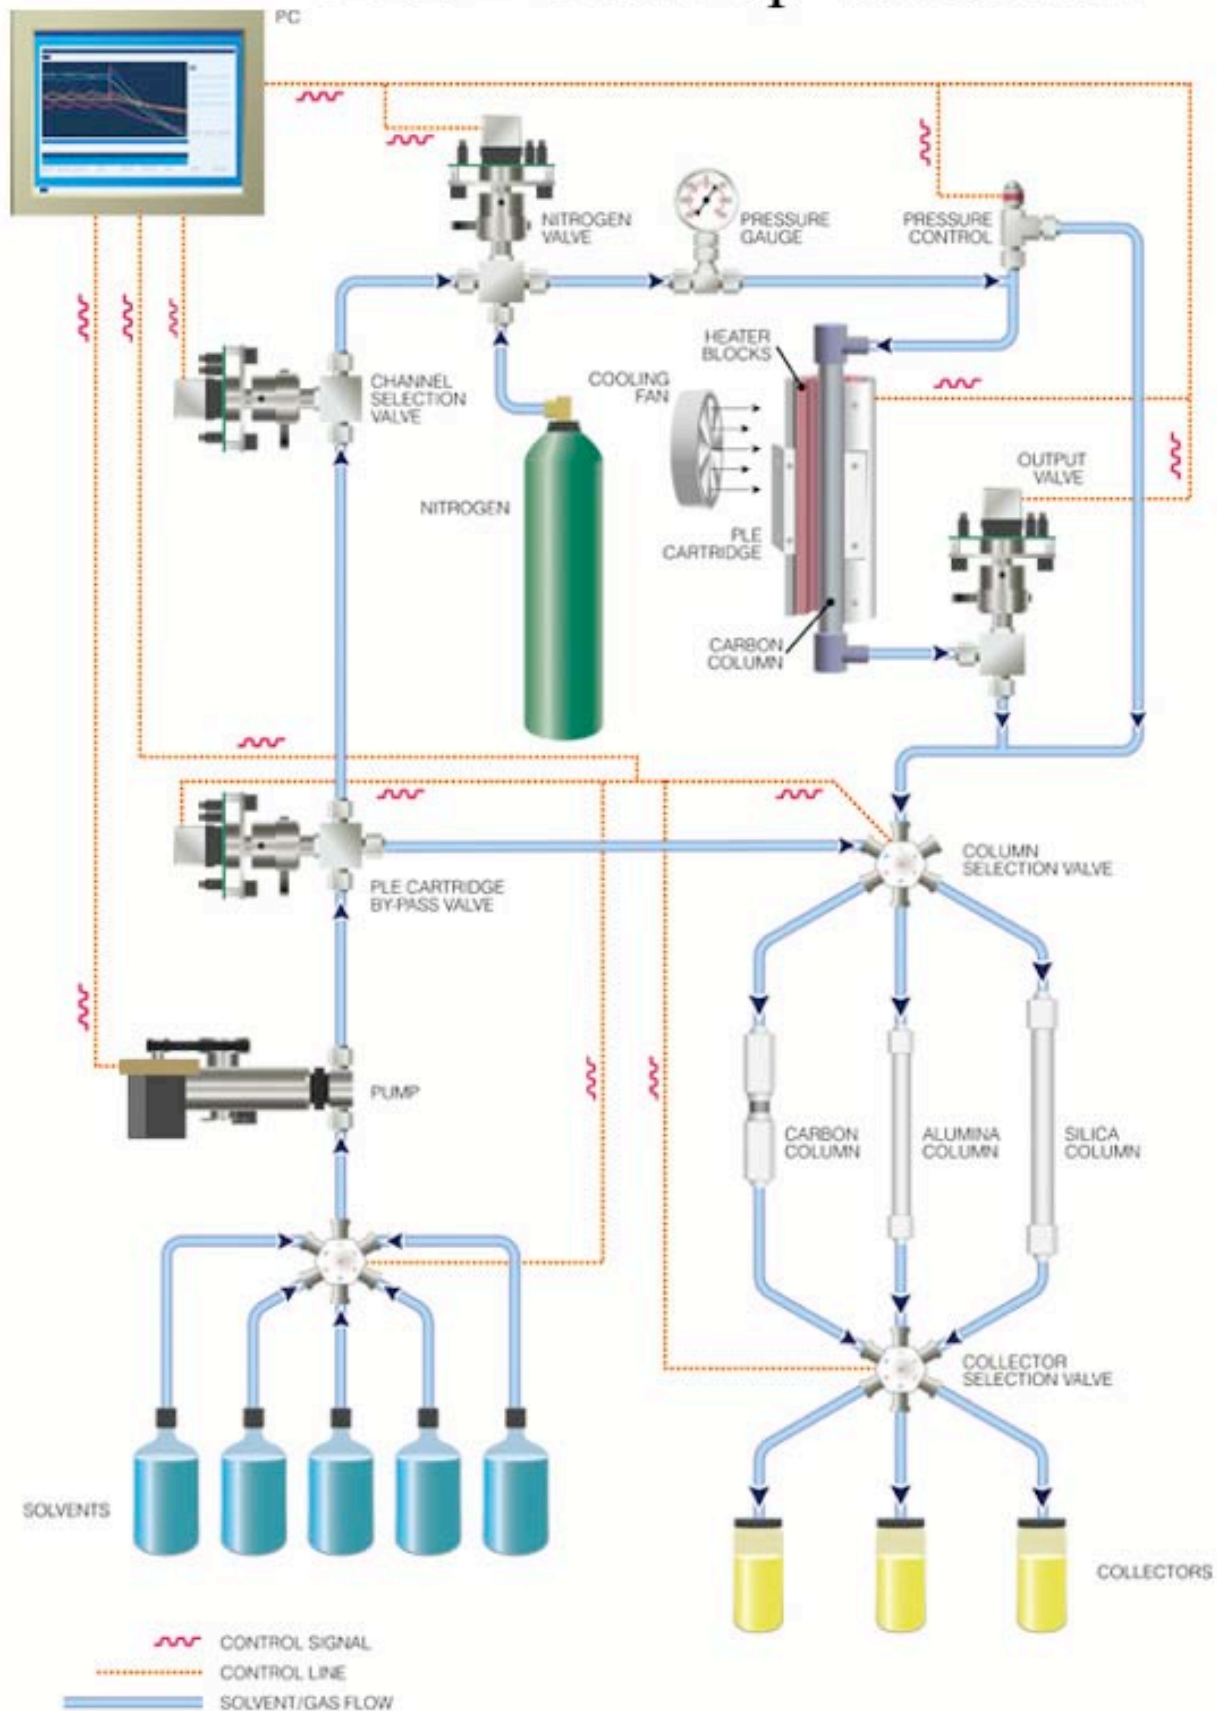 PC
NITROGEN
VALVE
PRESSURE
GAUGE
PRESSURE
CONTROL
HEATER
BLOCKS
COOLING
FAN
CHANNEL
SELECTION
VALVE
OUTPUT
VALVE
NITROGEN
PLE
CARTRIDGE
CARBON
COLUMN
COLUMN
SELECTION VALVE
PLE CARTRIDGE
BY-PASS VALVE
PUMP
CARBON
COLUMN
ALUMINA
COLUMN
SILICA
COLUMN
COLLECTOR
SELECTION VALVE
SOLVENTS
COLLECTORS
CONTROL SIGNAL
CONTROL LINE
SOLVENT/GAS FLOW